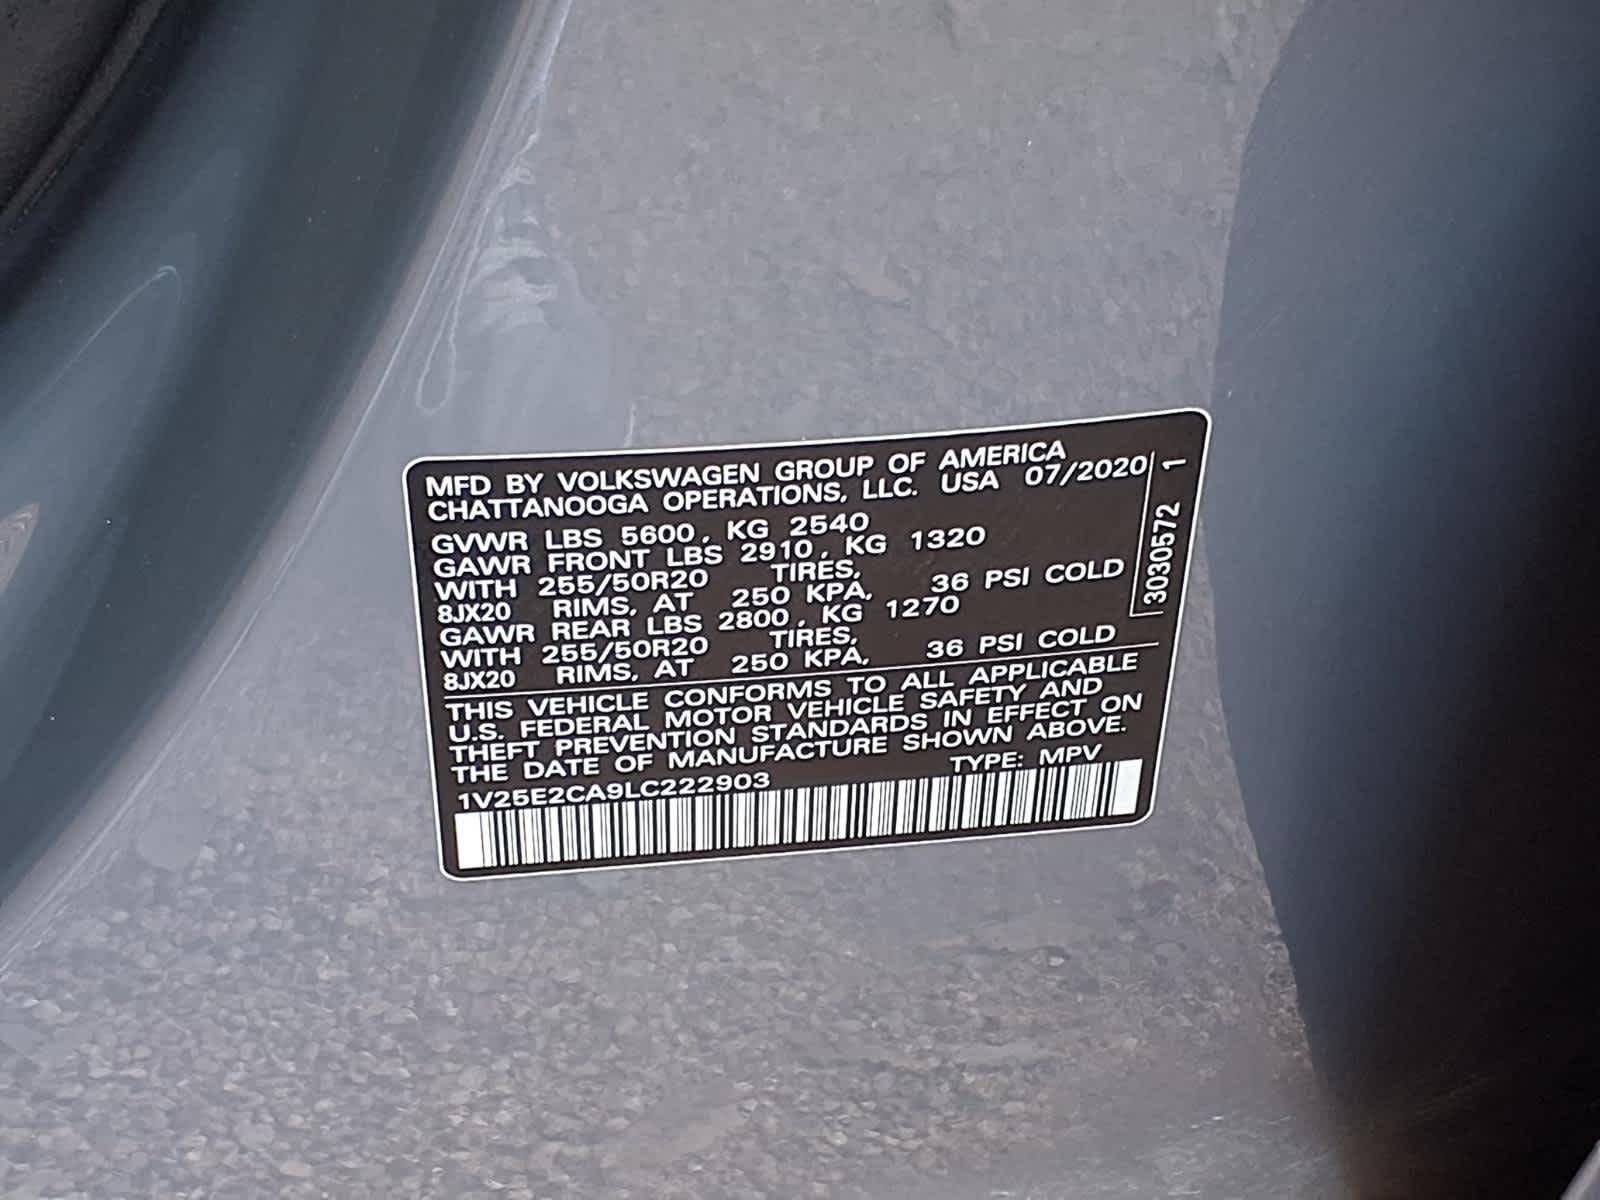 MFD BY VOLKSWAGEN GROUP OF AMERICA
CHATTANOOGA OPERATIONS, LLC. USA 07/2020
GVWR LBS 5600, KG 2540
GAWR FRONT LBS 2910, KG 1320
WITH 255/50R20 TIRES,
8JX20 RIMS, AT 250 KPA, 36 PSI COLD
GAWR REAR LBS 2800, KG 1270
WITH 255/50R20 TIRES,
8JX20 RIMS, AT 250 KPA, 36 PSI COLD
THIS VEHICLE CONFORMS TO ALL APPLICABLE
U.S. FEDERAL MOTOR VEHICLE SAFETY AND
THEFT PREVENTION STANDARDS IN EFFECT ON
THE DATE OF MANUFACTURE SHOWN ABOVE.
1V25E2CA9LC222903 TYPE: MPV
3030572 1